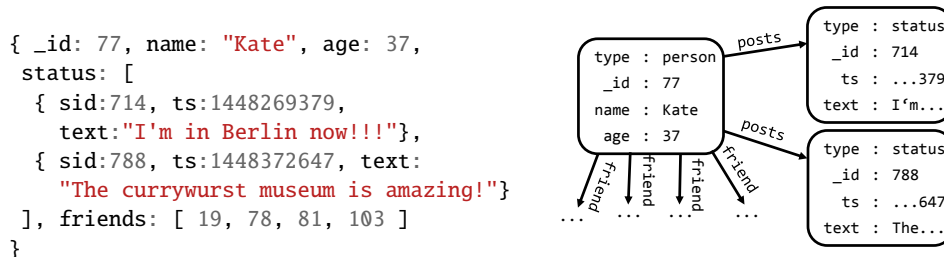 { _id: 77, name: "Kate", age: 37,
status: [
{ sid:714, ts:1448269379,
text:"I'm in Berlin now!!!"},
{ sid:788, ts:1448372647, text:
"The currywurst museum is amazing!"}
], friends: [ 19, 78, 81, 103 ]
}
type : person
_id : 77
name : Kate
age : 37
posts
posts
friend
friend
friend
friend
...
...
...
...
type : status
_id : 714
ts : ...379
text : I‘m...
type : status
_id : 788
ts : ...647
text : The...